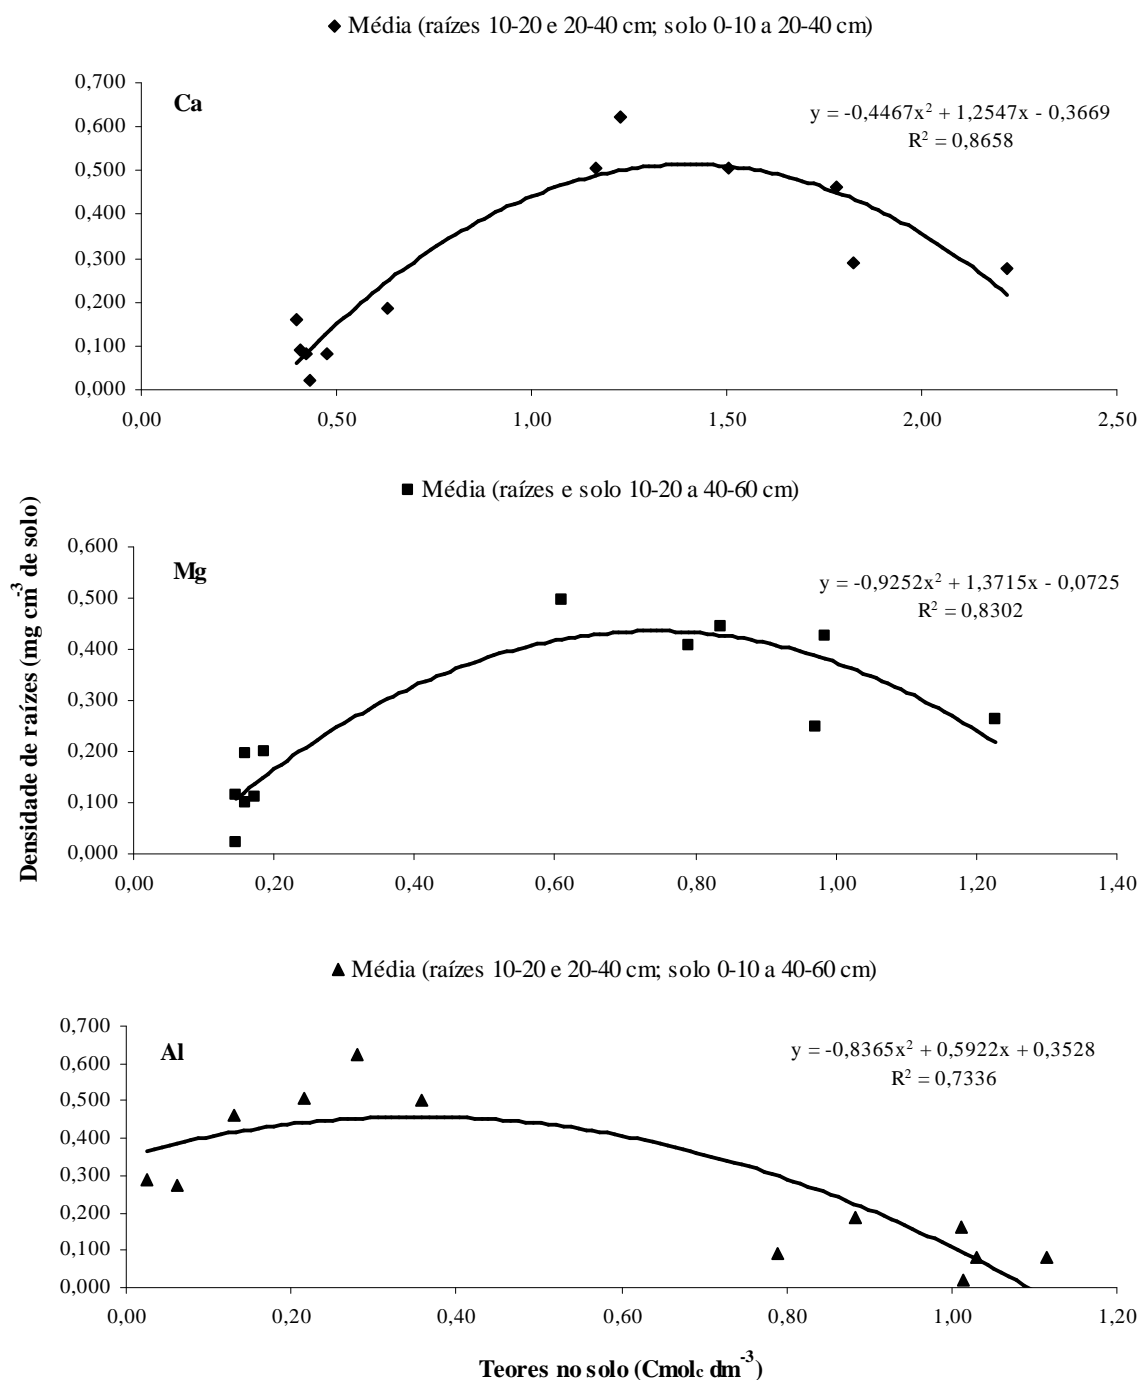 Média (raízes 10-20 e 20-40 cm; solo 0-10 a 20-40 cm)
Ca
y = -0,4467x² + 1,2547x - 0,3669
R² = 0,8658
0,700
0,600
0,500
0,400
0,300
0,200
0,100
0,000
0,00 0,50 1,00 1,50 2,00 2,50
Densidade de raízes (mg cm⁻³ de solo)
Média (raízes e solo 10-20 a 40-60 cm)
Mg
y = -0,9252x² + 1,3715x - 0,0725
R² = 0,8302
0,600
0,500
0,400
0,300
0,200
0,100
0,000
0,00 0,20 0,40 0,60 0,80 1,00 1,20 1,40
Média (raízes 10-20 e 20-40 cm; solo 0-10 a 40-60 cm)
Al
y = -0,8365x² + 0,5922x + 0,3528
R² = 0,7336
0,700
0,600
0,500
0,400
0,300
0,200
0,100
0,000
0,00 0,20 0,40 0,60 0,80 1,00 1,20
Teores no solo (Cmolc dm⁻³)